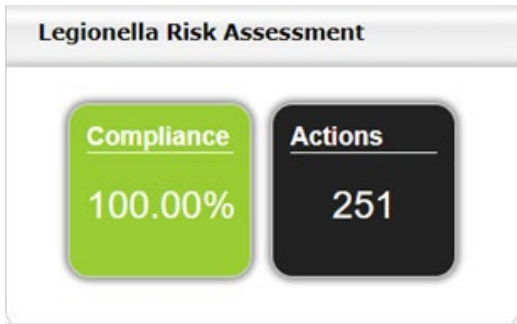 Legionella Risk Assessment
Compliance
Actions
100.00%
251